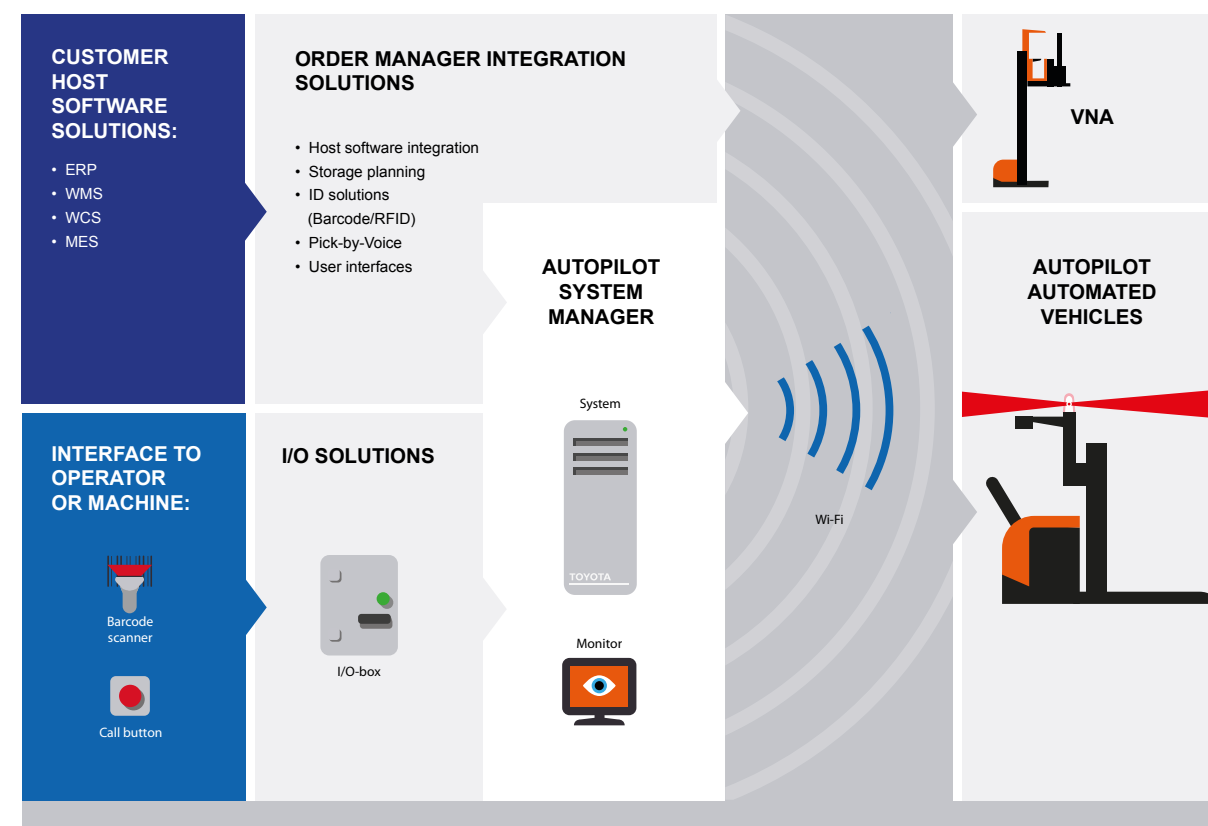 CUSTOMER
HOST
SOFTWARE
SOLUTIONS:
• ERP
• WMS
• WCS
• MES
ORDER MANAGER INTEGRATION
SOLUTIONS
• Host software integration
• Storage planning
• ID solutions
(Barcode/RFID)
• Pick-by-Voice
• User interfaces
VNA
AUTOPILOT
SYSTEM
MANAGER
AUTOPILOT
AUTOMATED
VEHICLES
INTERFACE TO
OPERATOR
OR MACHINE:
Barcode
scanner
Call button
I/O SOLUTIONS
I/O-box
System
TOYOTA
Monitor
Wi-Fi